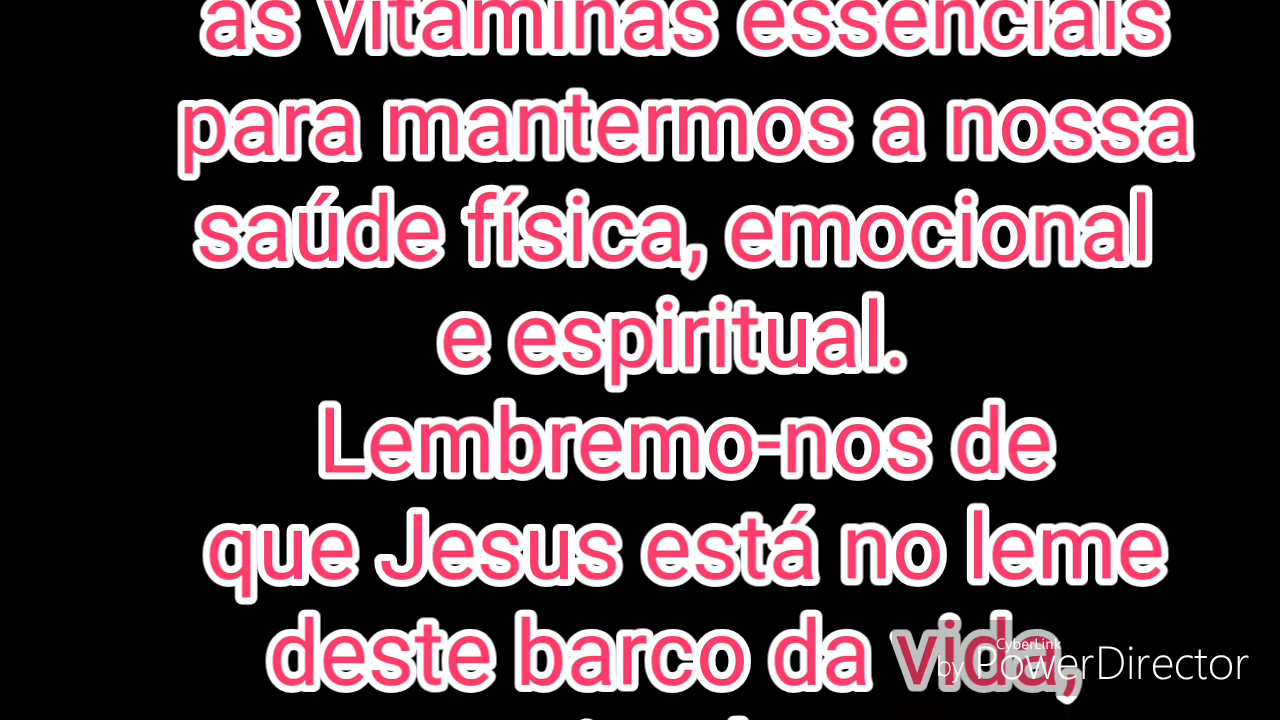 as vitaminas essenciais
para mantermos a nossa
saúde física, emocional
e espiritual.
Lembremo-nos de
que Jesus está no leme
deste barco da vida,
CyberLink
by PowerDirector